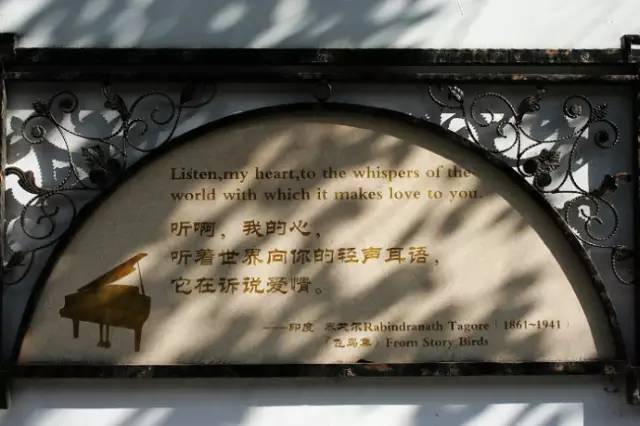 Listen,my heart,to the whispers of the
world with which it makes love to you.
听啊，我的心，
听着世界向你的轻声耳语，
它在诉说爱情。
——印度 泰戈尔Rabindranath Tagore（1861~1941）
「飞鸟集」From Story Birds